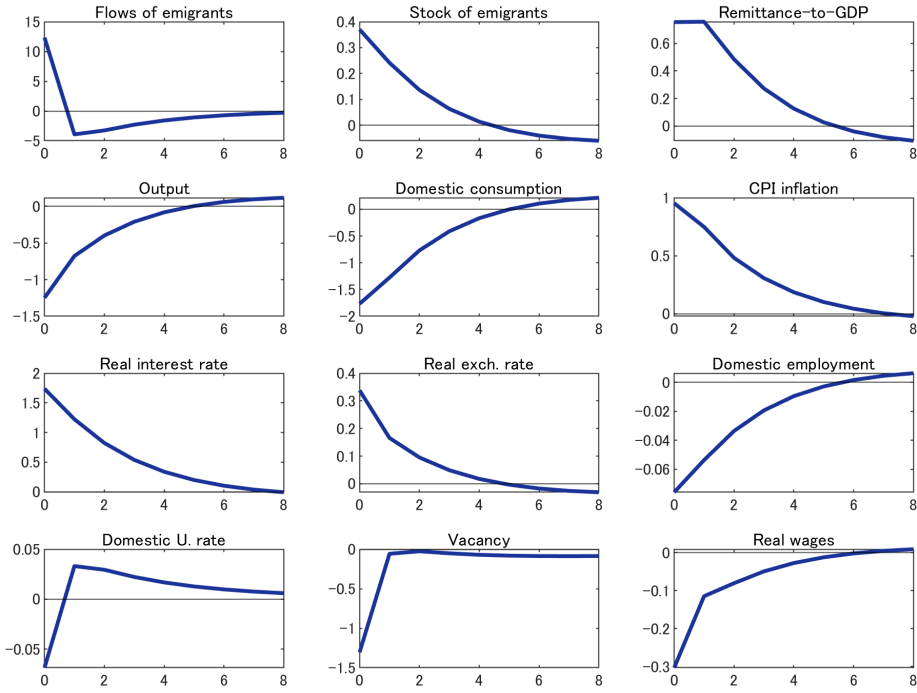 Flows of emigrants
Stock of emigrants
Remittance-to-GDP
15
10
5
0
-5
0 2 4 6 8
0.4
0.3
0.2
0.1
0
0 2 4 6 8
0.6
0.4
0.2
0
0 2 4 6 8
Output
Domestic consumption
CPI inflation
0
-0.5
-1
-1.5
0 2 4 6 8
0
-0.5
-1
-1.5
-2
0 2 4 6 8
1
0.5
0
0 2 4 6 8
Real interest rate
Real exch. rate
Domestic employment
2
1.5
1
0.5
0
0 2 4 6 8
0.4
0.3
0.2
0.1
0
0 2 4 6 8
0
-0.02
-0.04
-0.06
0 2 4 6 8
Domestic U. rate
Vacancy
Real wages
0.05
0
-0.05
0 2 4 6 8
0
-0.5
-1
-1.5
0 2 4 6 8
0
-0.1
-0.2
-0.3
0 2 4 6 8